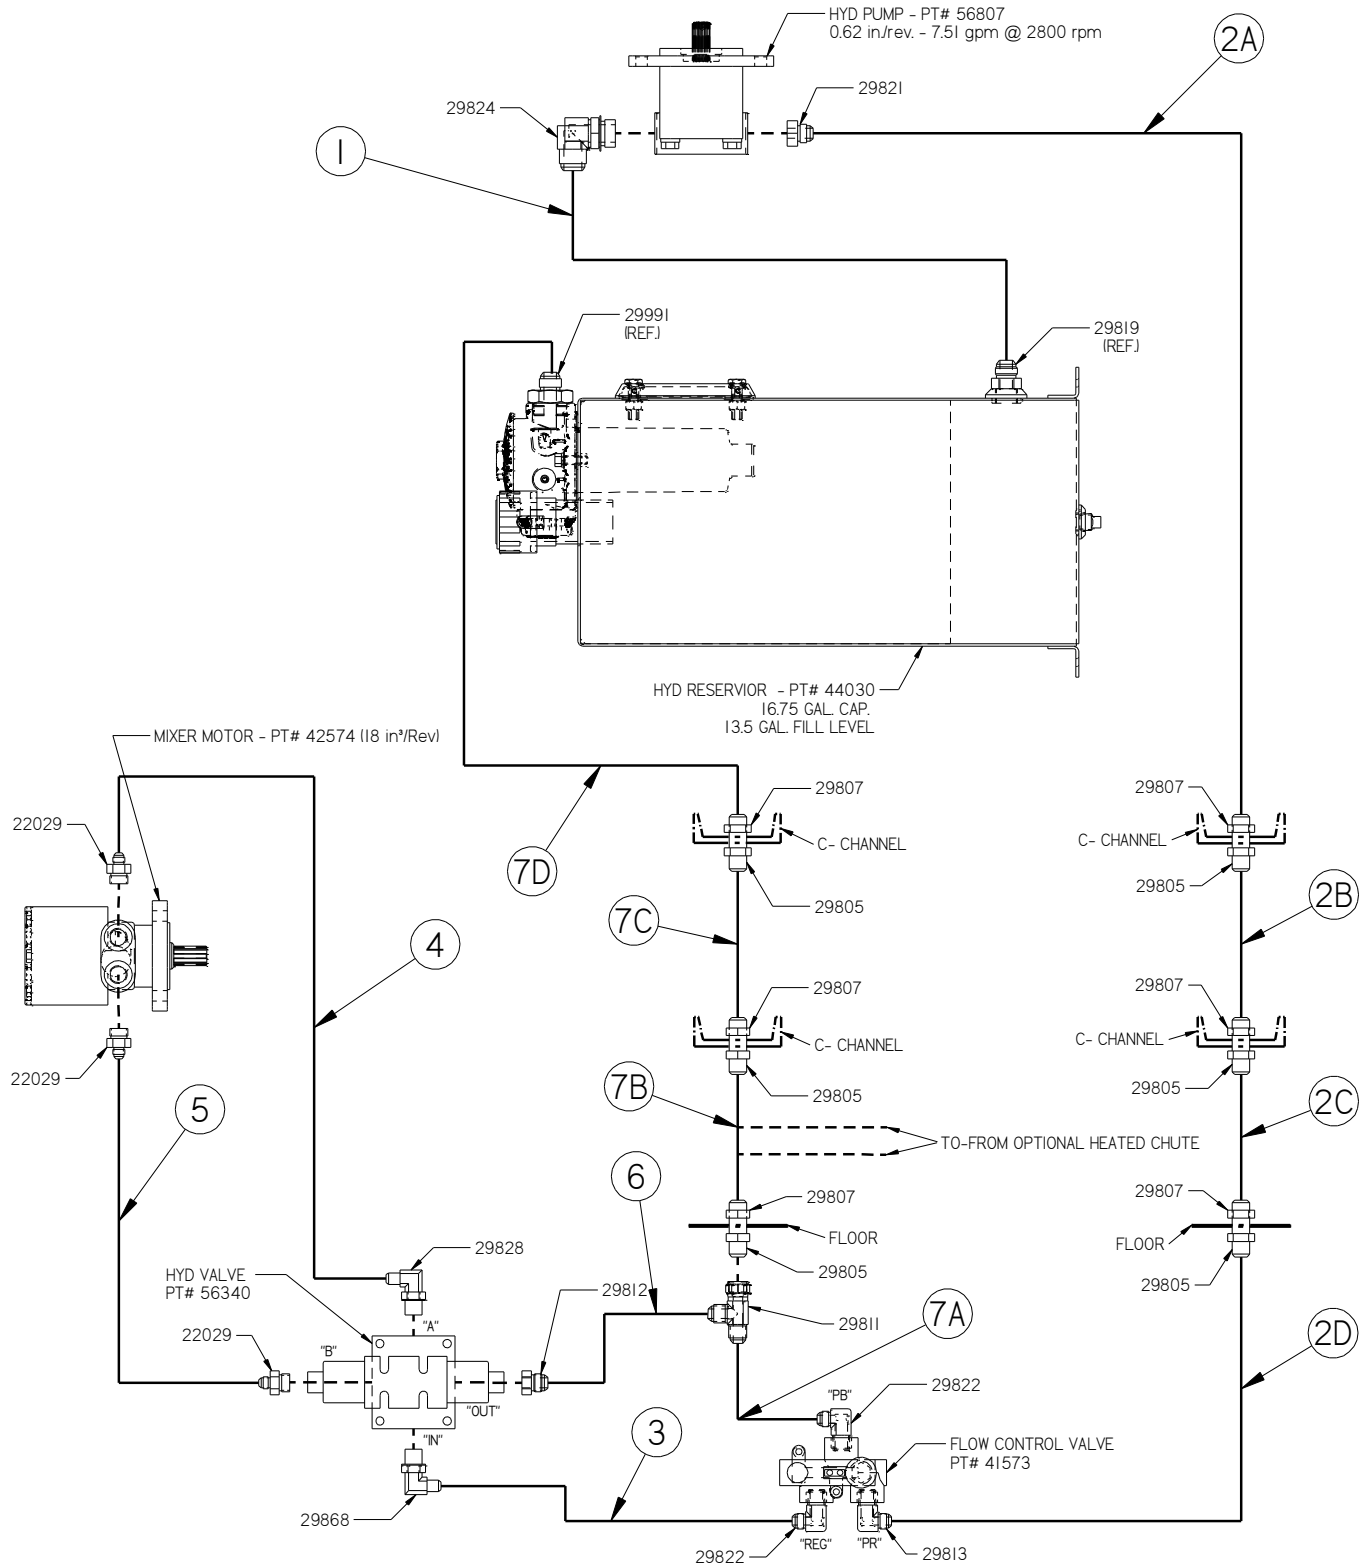 HYD PUMP - PT# 56807
0.62 in/rev. - 7.51 gpm @ 2800 rpm
2A
29821
29824
1
29991
(REF.)
29819
(REF.)
HYD RESERVIOR - PT# 44030
16.75 GAL. CAP.
13.5 GAL. FILL LEVEL
MIXER MOTOR - PT# 42574 (18 in³/Rev)
29807
29807
22029
C- CHANNEL
C- CHANNEL
7D
29805
29805
2B
7C
4
29807
29807
C- CHANNEL
C- CHANNEL
22029
7B
29805
29805
5
2C
TO-FROM OPTIONAL HEATED CHUTE
6
29807
29807
FLOOR
FLOOR
29828
29805
29805
HYD VALVE
PT# 56340
29812
7A
29811
"A"
22029
"B"
2D
29822
"PB"
"OUT"
3
"IN"
FLOW CONTROL VALVE
PT# 41573
29868
29822
"REG"
"PR"
29813